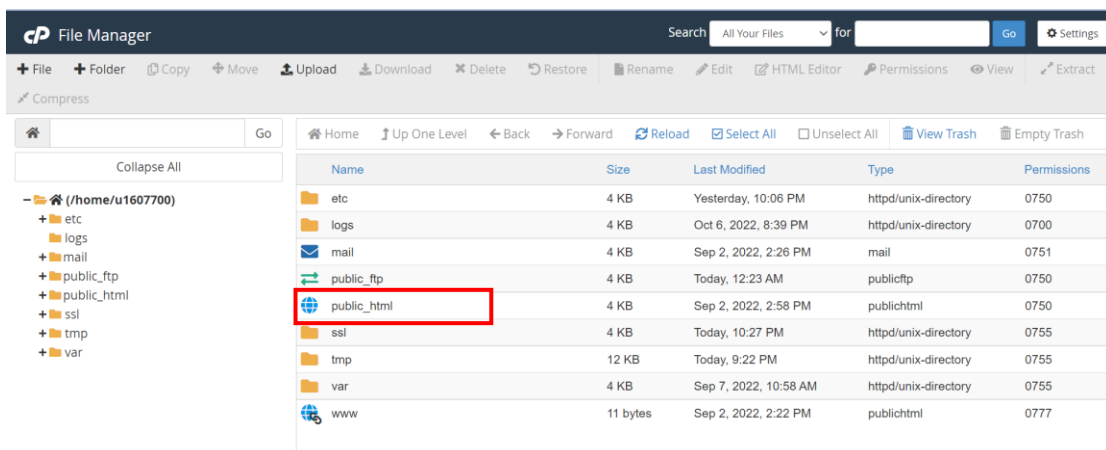 cP File Manager Search All Your Files for Go Settings
+ File + Folder Copy Move Upload Download Delete Restore Rename Edit HTML Editor Permissions View Extract
Compress
Go Home Up One Level Back Forward Reload Select All Unselect All View Trash Empty Trash
Collapse All
Name Size Last Modified Type Permissions
(/home/u1607700)
etc
logs
mail
public_ftp
public_html
ssl
tmp
var
etc 4 KB Yesterday, 10:06 PM httpd/unix-directory 0750
logs 4 KB Oct 6, 2022, 8:39 PM httpd/unix-directory 0700
mail 4 KB Sep 2, 2022, 2:26 PM mail 0751
public_ftp 4 KB Today, 12:23 AM publicftp 0750
public_html 4 KB Sep 2, 2022, 2:58 PM publichtml 0750
ssl 4 KB Today, 10:27 PM httpd/unix-directory 0755
tmp 12 KB Today, 9:22 PM httpd/unix-directory 0755
var 4 KB Sep 7, 2022, 10:58 AM httpd/unix-directory 0755
www 11 bytes Sep 2, 2022, 2:22 PM publichtml 0777